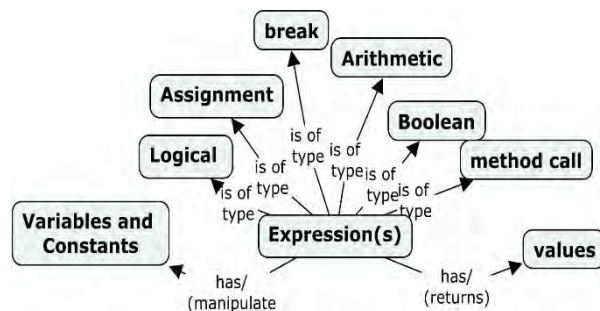 break
Arithmetic
Assignment
Boolean
Logical
method call
is of
type
is of
type
is of
type
is of
type
is of
type
is of
type
Variables and
Constants
Expression(s)
values
has/
(manipulate
has/
(returns)